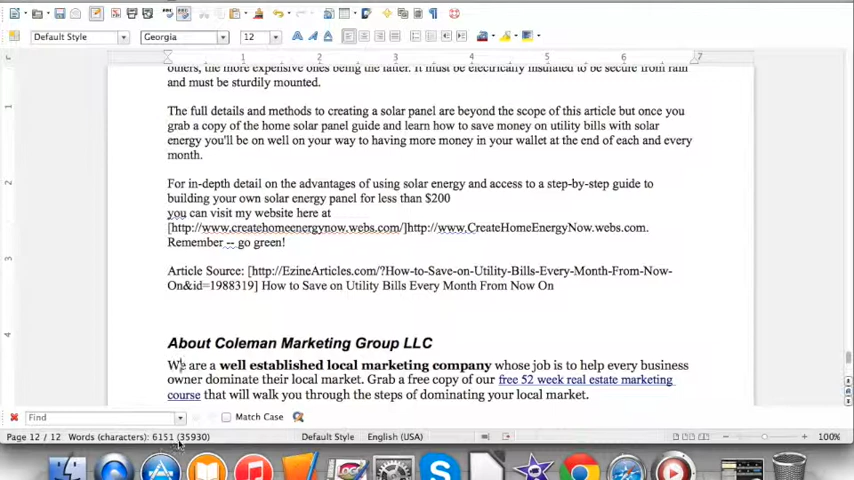 Default Style
Georgia
12
1
2
3
4
5
6
7
others, the more expensive ones being the latter. It must be electrically insulated to be secure from rain
and must be sturdily mounted.
The full details and methods to creating a solar panel are beyond the scope of this article but once you
grab a copy of the home solar panel guide and learn how to save money on utility bills with solar
energy you'll be on well on your way to having more money in your wallet at the end of each and every
month.
For in-depth detail on the advantages of using solar energy and access to a step-by-step guide to
building your own solar energy panel for less than $200
you can visit my website here at
[http://www.createhomeenergynow.webs.com/]http://www.CreateHomeEnergyNow.webs.com.
Remember -- go green!
Article Source: [http://EzineArticles.com/?How-to-Save-on-Utility-Bills-Every-Month-From-Now-
On&id=1988319] How to Save on Utility Bills Every Month From Now On
About Coleman Marketing Group LLC
We are a well established local marketing company whose job is to help every business
owner dominate their local market. Grab a free copy of our free 52 week real estate marketing
course that will walk you through the steps of dominating your local market.
Find
Match Case
Page 12 / 12 Words (characters): 6151 (35930) Default Style English (USA) 100%